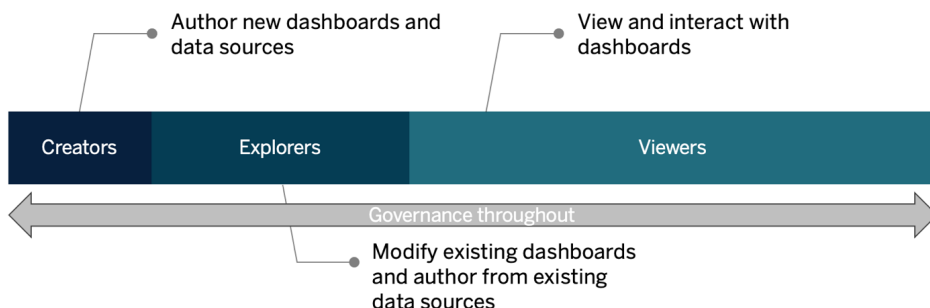 Author new dashboards and
data sources
View and interact with
dashboards
Creators
Explorers
Viewers
Governance throughout
Modify existing dashboards
and author from existing
data sources